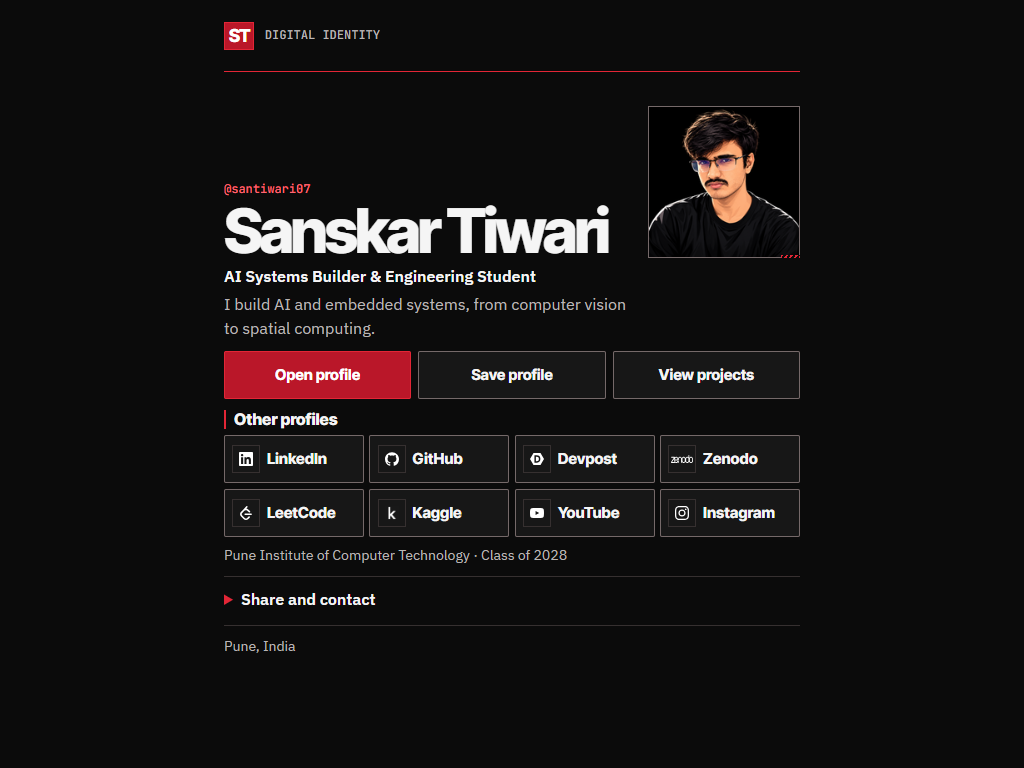 ST DIGITAL IDENTITY
@santiwari07
Sanskar Tiwari
AI Systems Builder & Engineering Student
I build AI and embedded systems, from computer vision
to spatial computing.
Open profile Save profile View projects
Other profiles
LinkedIn GitHub Devpost zenodo Zenodo
LeetCode Kaggle YouTube Instagram
Pune Institute of Computer Technology · Class of 2028
Share and contact
Pune, India